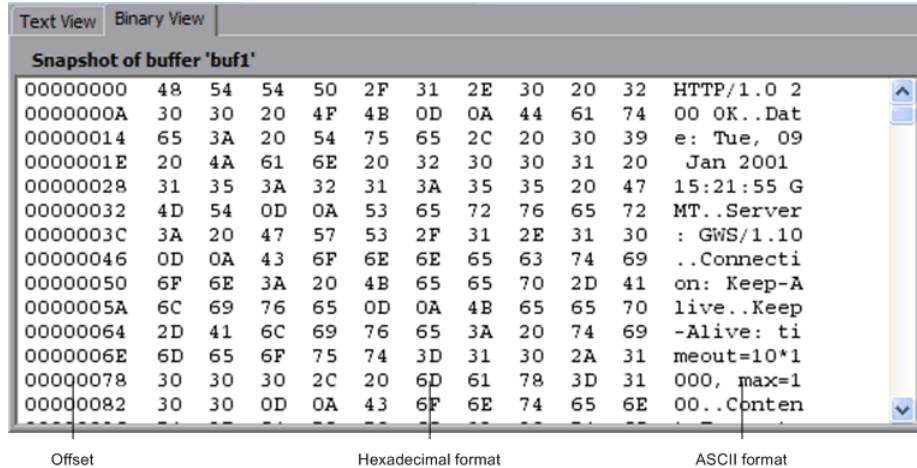 Text View Binary View
Snapshot of buffer 'buf1'
00000000 48 54 54 50 2F 31 2E 30 20 32 HTTP/1.0 2
0000000A 30 30 20 4F 4B 0D 0A 44 61 74 00 OK..Dat
00000014 65 3A 20 54 75 65 2C 20 30 39 e: Tue, 09
0000001E 20 4A 61 6E 20 32 30 30 31 20 Jan 2001
00000028 31 35 3A 32 31 3A 35 35 20 47 15:21:55 G
00000032 4D 54 0D 0A 53 65 72 76 65 72 MT..Server
0000003C 3A 20 47 57 53 2F 31 2E 31 30 : GWS/1.10
00000046 0D 0A 43 6F 6E 6E 65 63 74 69 ..Connecti
00000050 6F 6E 3A 20 4B 65 65 70 2D 41 on: Keep-A
0000005A 6C 69 76 65 0D 0A 4B 65 65 70 live..Keep
00000064 2D 41 6C 69 76 65 3A 20 74 69 -Alive: ti
0000006E 6D 65 6F 75 74 3D 31 30 2A 31 meout=10*1
00000078 30 30 30 2C 20 6D 61 78 3D 31 000, max=1
00000082 30 30 0D 0A 43 6F 6E 74 65 6E 00..Conten
Offset Hexadecimal format ASCII format